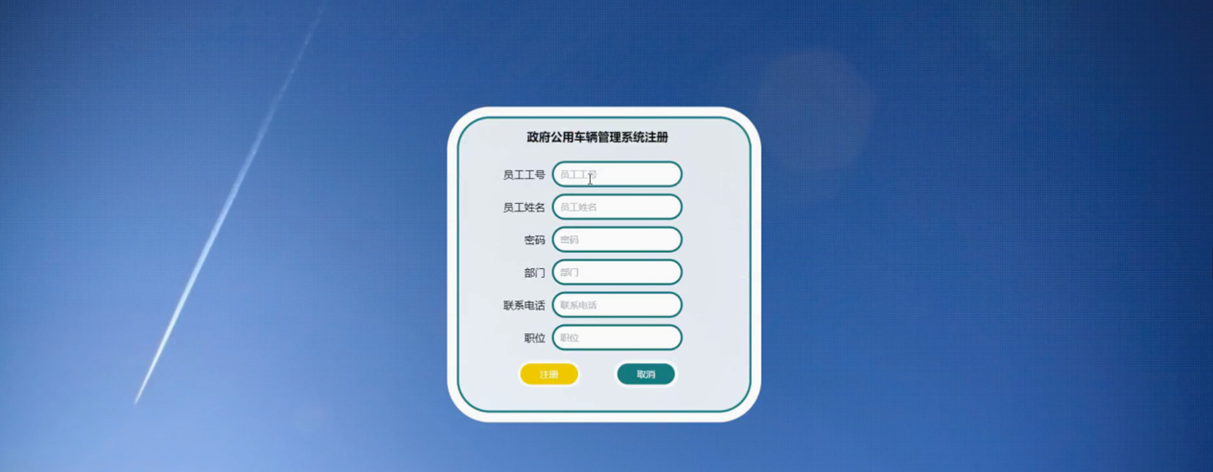 政府公用车辆管理系统注册
员工工号 员工工号
员工姓名 员工姓名
密码 密码
部门 部门
联系电话 联系电话
职位 职位
注册 取消